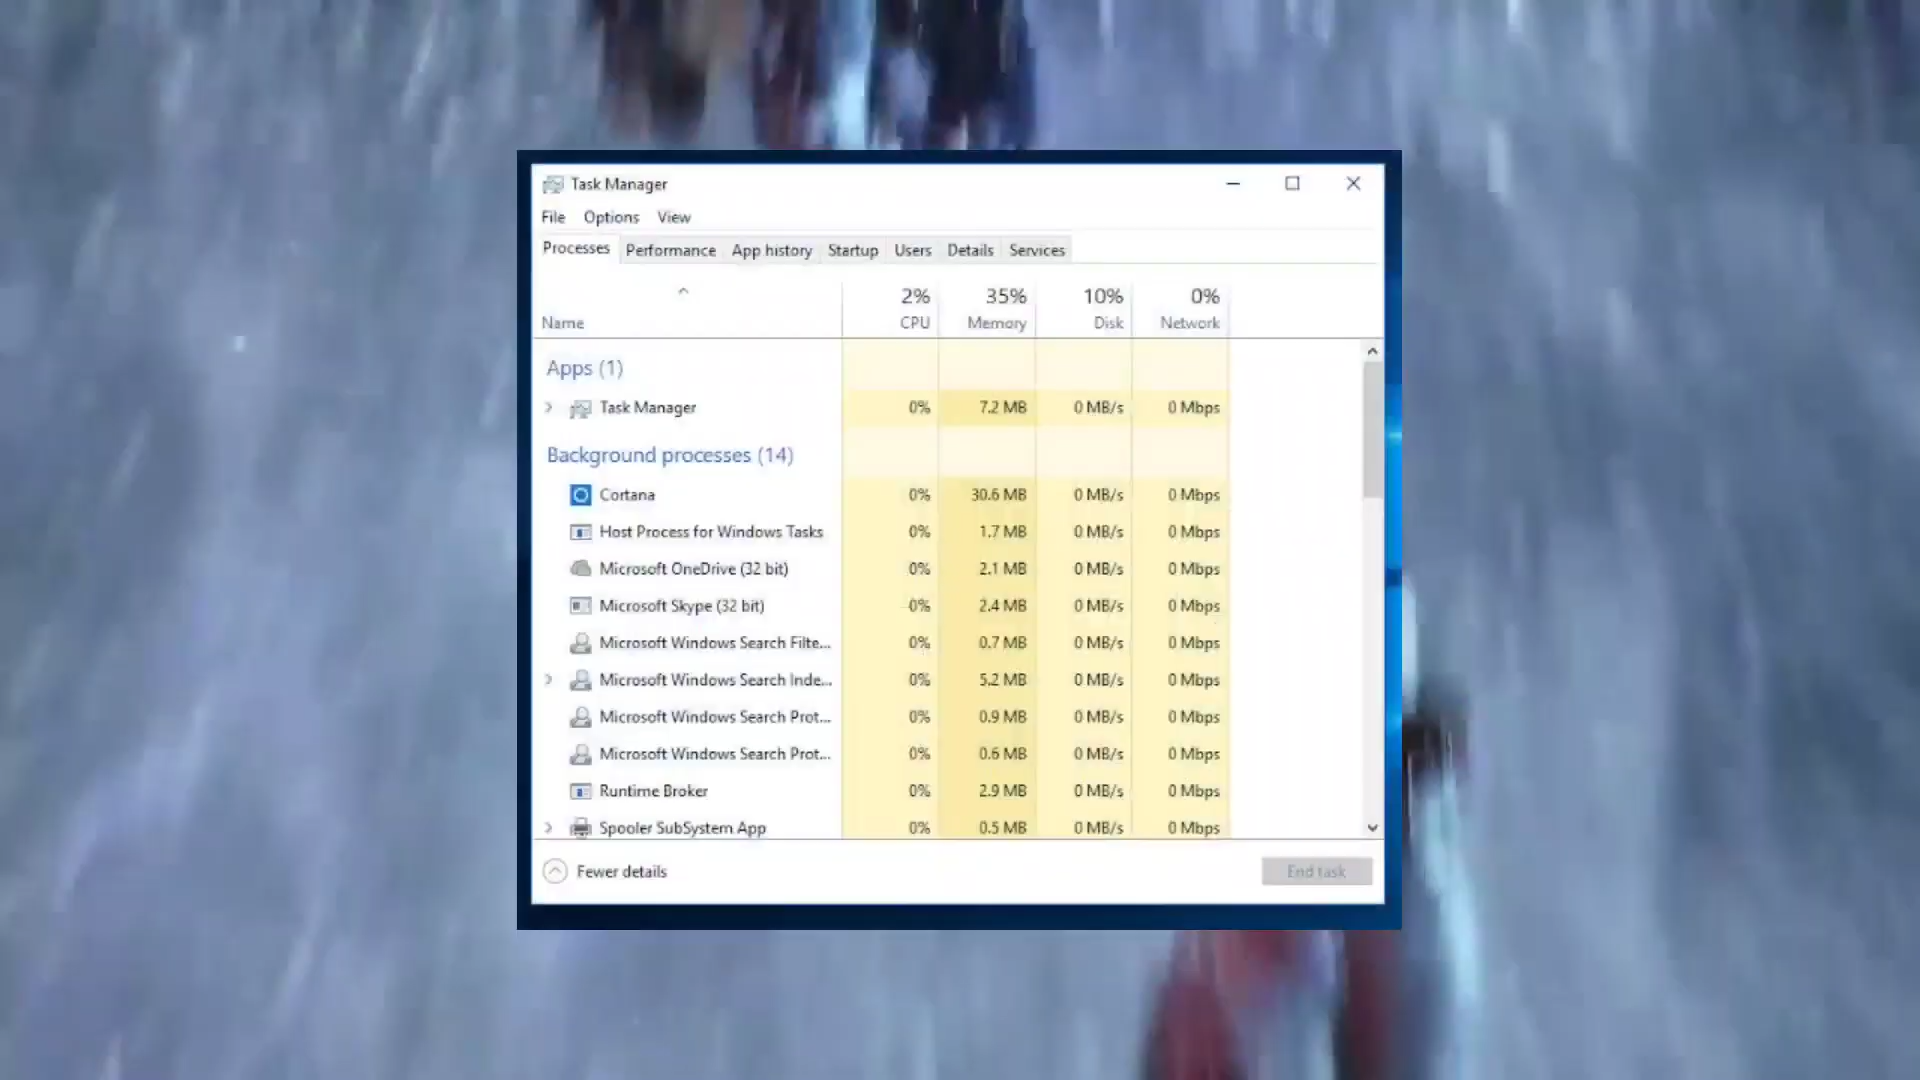 Task Manager
File Options View
Processes Performance App history Startup Users Details Services
2% 35% 10% 0%
Name CPU Memory Disk Network
Apps (1)
Task Manager 0% 7.2 MB 0 MB/s 0 Mbps
Background processes (14)
Cortana 0% 30.6 MB 0 MB/s 0 Mbps
Host Process for Windows Tasks 0% 1.7 MB 0 MB/s 0 Mbps
Microsoft OneDrive (32 bit) 0% 2.1 MB 0 MB/s 0 Mbps
Microsoft Skype (32 bit) 0% 2.4 MB 0 MB/s 0 Mbps
Microsoft Windows Search Filte... 0% 0.7 MB 0 MB/s 0 Mbps
Microsoft Windows Search Inde... 0% 5.2 MB 0 MB/s 0 Mbps
Microsoft Windows Search Prot... 0% 0.9 MB 0 MB/s 0 Mbps
Microsoft Windows Search Prot... 0% 0.6 MB 0 MB/s 0 Mbps
Runtime Broker 0% 2.9 MB 0 MB/s 0 Mbps
Spooler SubSystem App 0% 0.5 MB 0 MB/s 0 Mbps
Fewer details End task